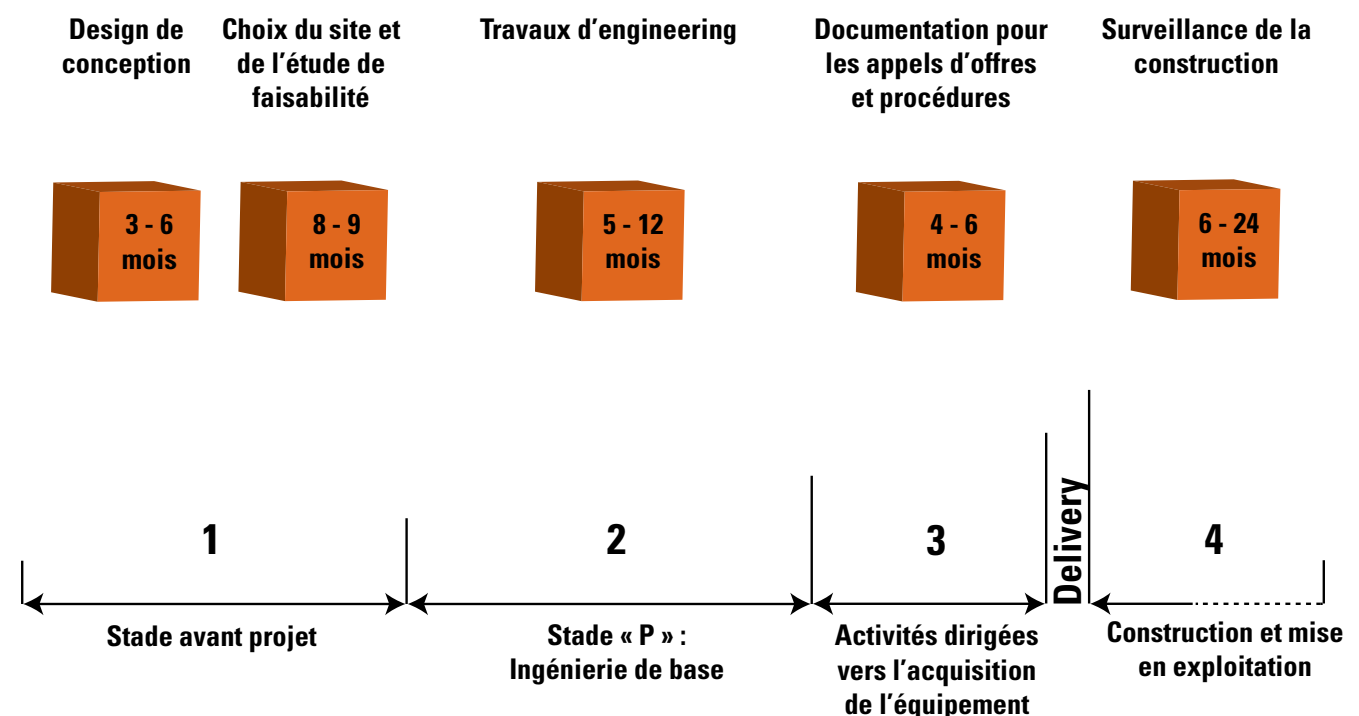 Design de
conception
Choix du site et
de l'étude de
faisabilité
Travaux d'engineering
Documentation pour
les appels d'offres
et procédures
Surveillance de la
construction
3 - 6
mois
8 - 9
mois
5 - 12
mois
4 - 6
mois
6 - 24
mois
1
2
3
Delivery
4
Stade avant projet
Stade « P » :
Ingénierie de base
Activités dirigées
vers l'acquisition
de l'équipement
Construction et mise
en exploitation